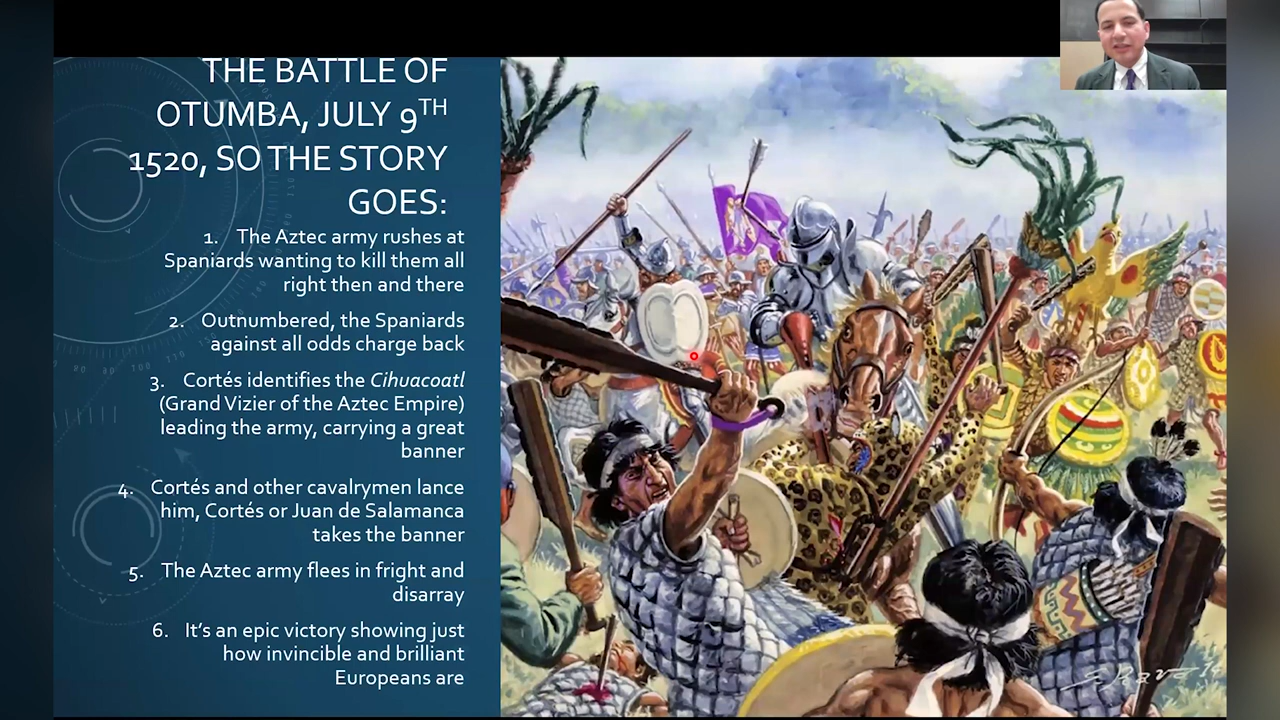 THE BATTLE OF
OTUMBA, JULY 9TH
1520, SO THE STORY
GOES:
1. The Aztec army rushes at
Spaniards wanting to kill them all
right then and there
2. Outnumbered, the Spaniards
against all odds charge back
3. Cortés identifies the Cihuacoatl
(Grand Vizier of the Aztec Empire)
leading the army, carrying a great
banner
4. Cortés and other cavalrymen lance
him, Cortés or Juan de Salamanca
takes the banner
5. The Aztec army flees in fright and
disarray
6. It's an epic victory showing just
how invincible and brilliant
Europeans are